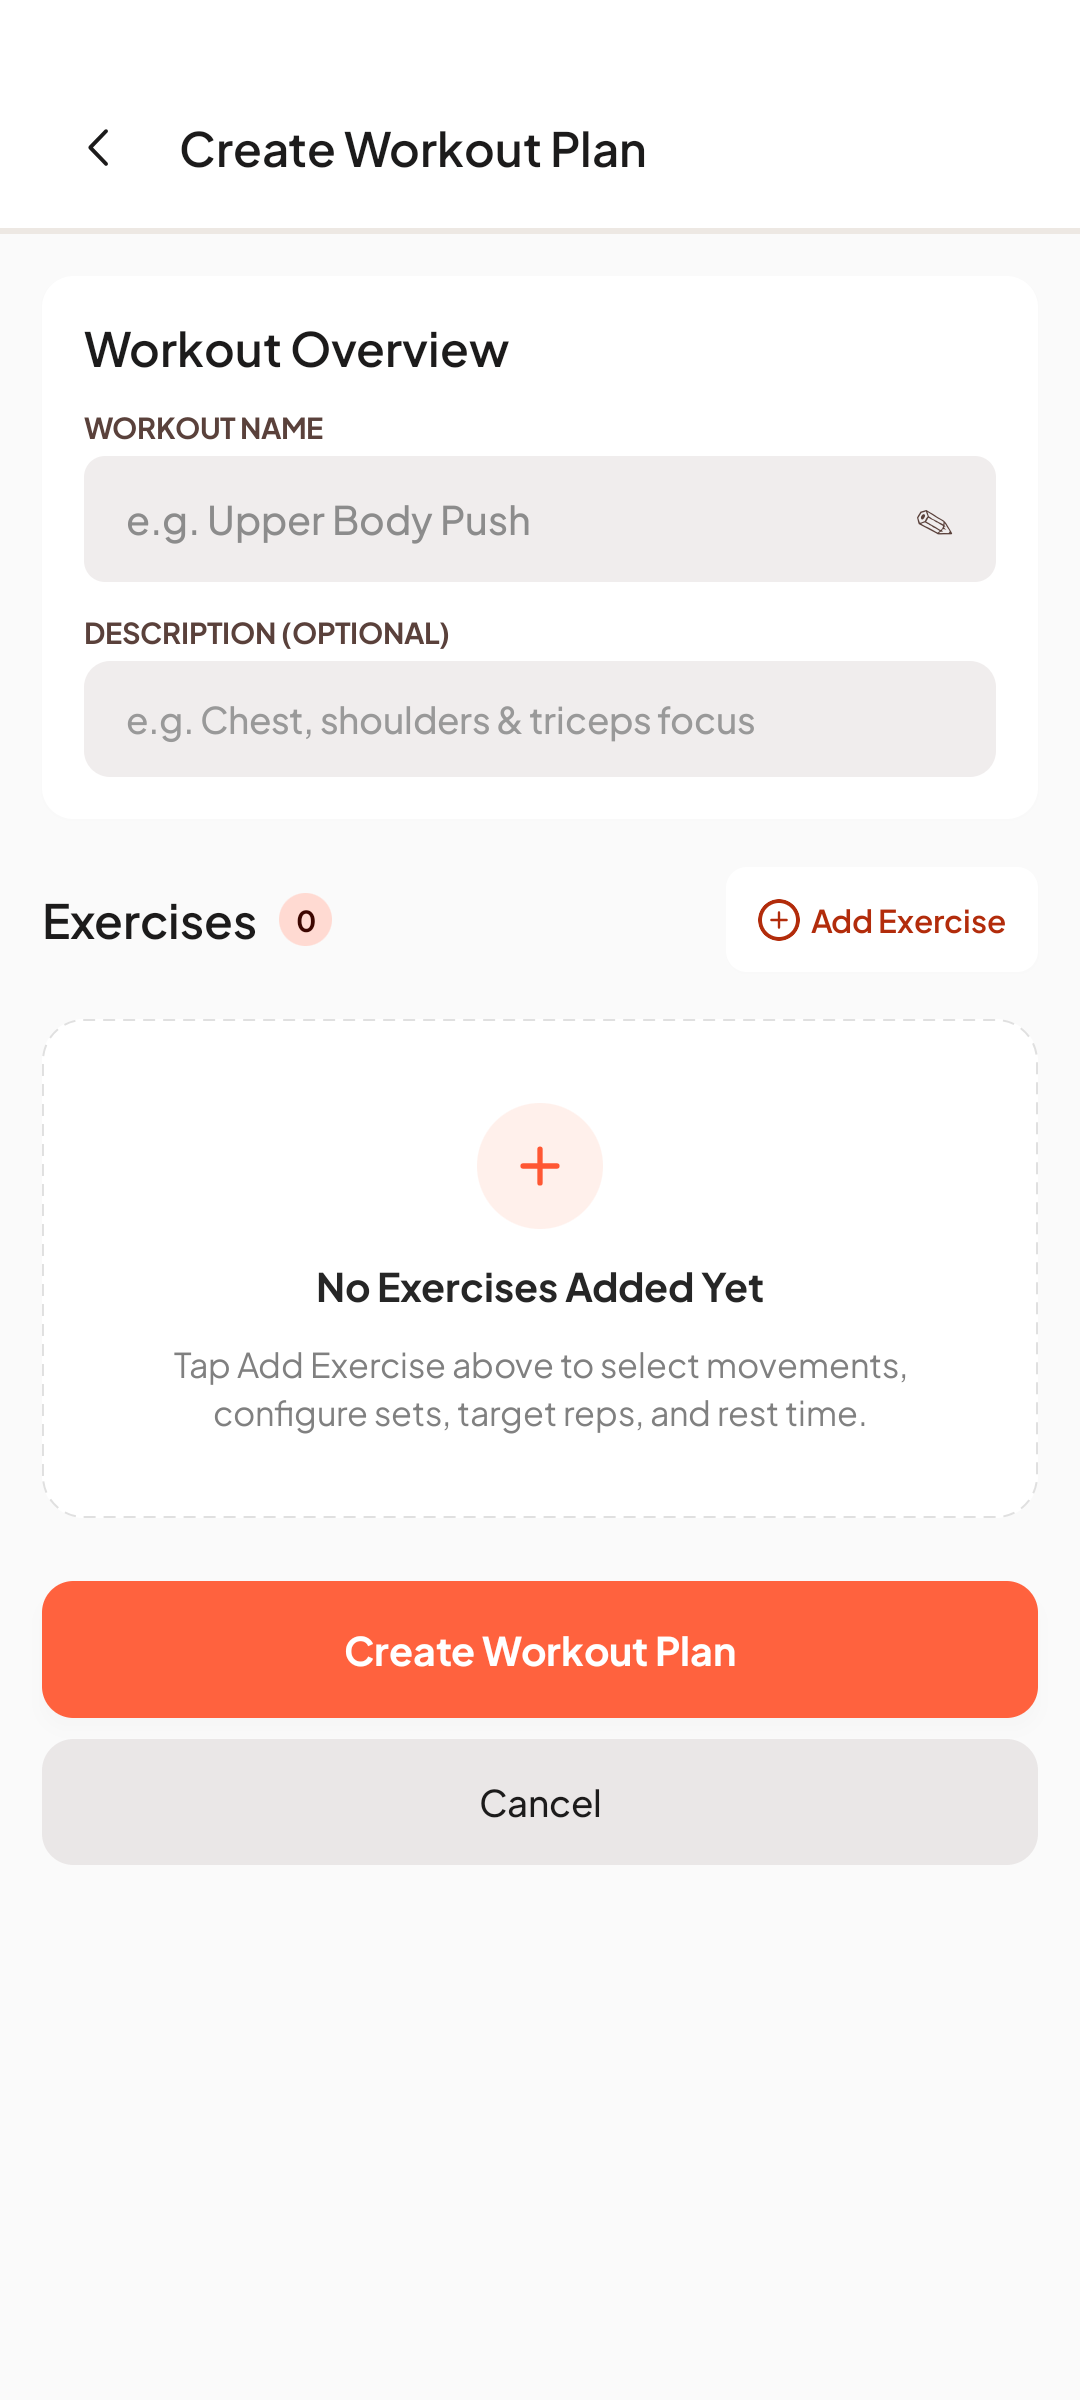 Create Workout Plan
Workout Overview
WORKOUT NAME
e.g. Upper Body Push
DESCRIPTION (OPTIONAL)
e.g. Chest, shoulders & triceps focus
Exercises 0
Add Exercise
No Exercises Added Yet
Tap Add Exercise above to select movements,
configure sets, target reps, and rest time.
Create Workout Plan
Cancel